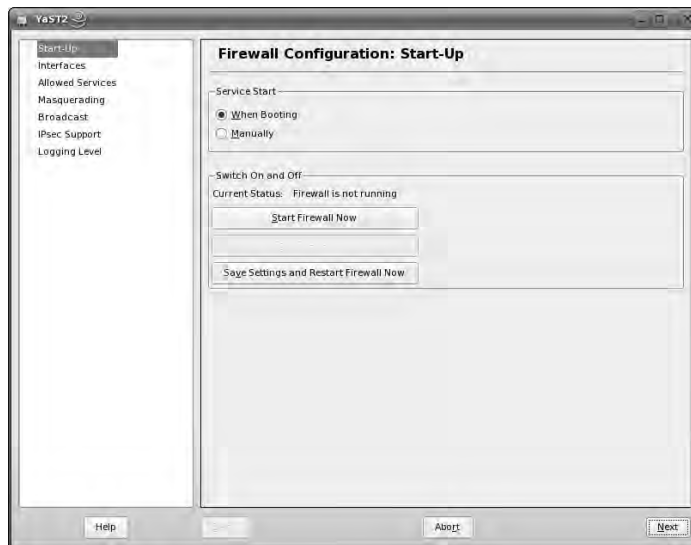 YaST2
Start-Up
Interfaces
Allowed Services
Masquerading
Broadcast
IPsec Support
Logging Level
Firewall Configuration: Start-Up
Service Start
When Booting
Manually
Switch On and Off
Current Status: Firewall is not running
Start Firewall Now
Save Settings and Restart Firewall Now
Help
Abort
Next